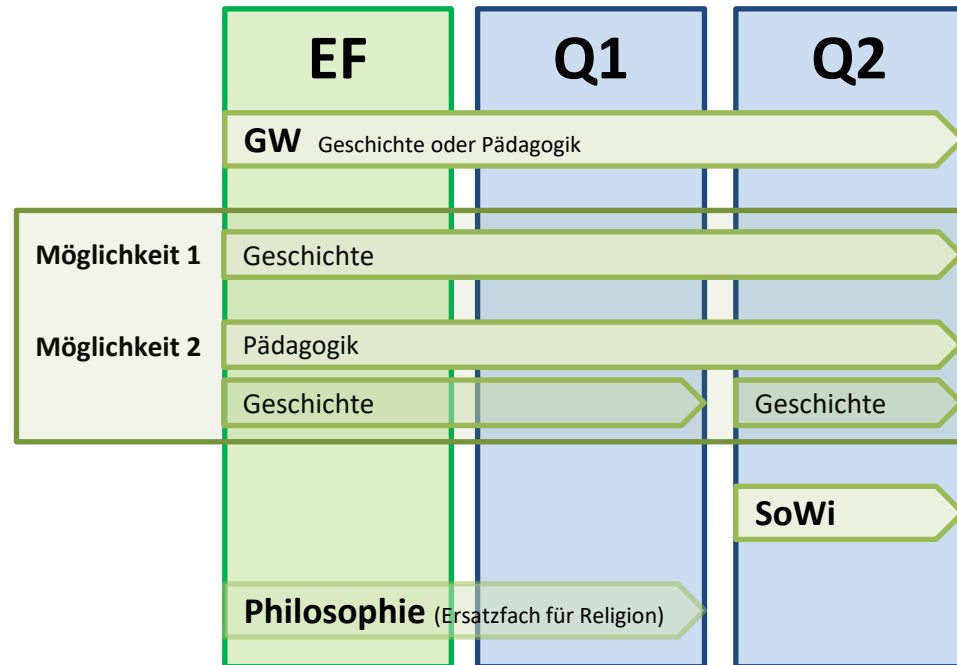 EF Q1 Q2
GW Geschichte oder Pädagogik
Möglichkeit 1 Geschichte
Möglichkeit 2 Pädagogik
Geschichte Geschichte
SoWi
Philosophie (Ersatzfach für Religion)